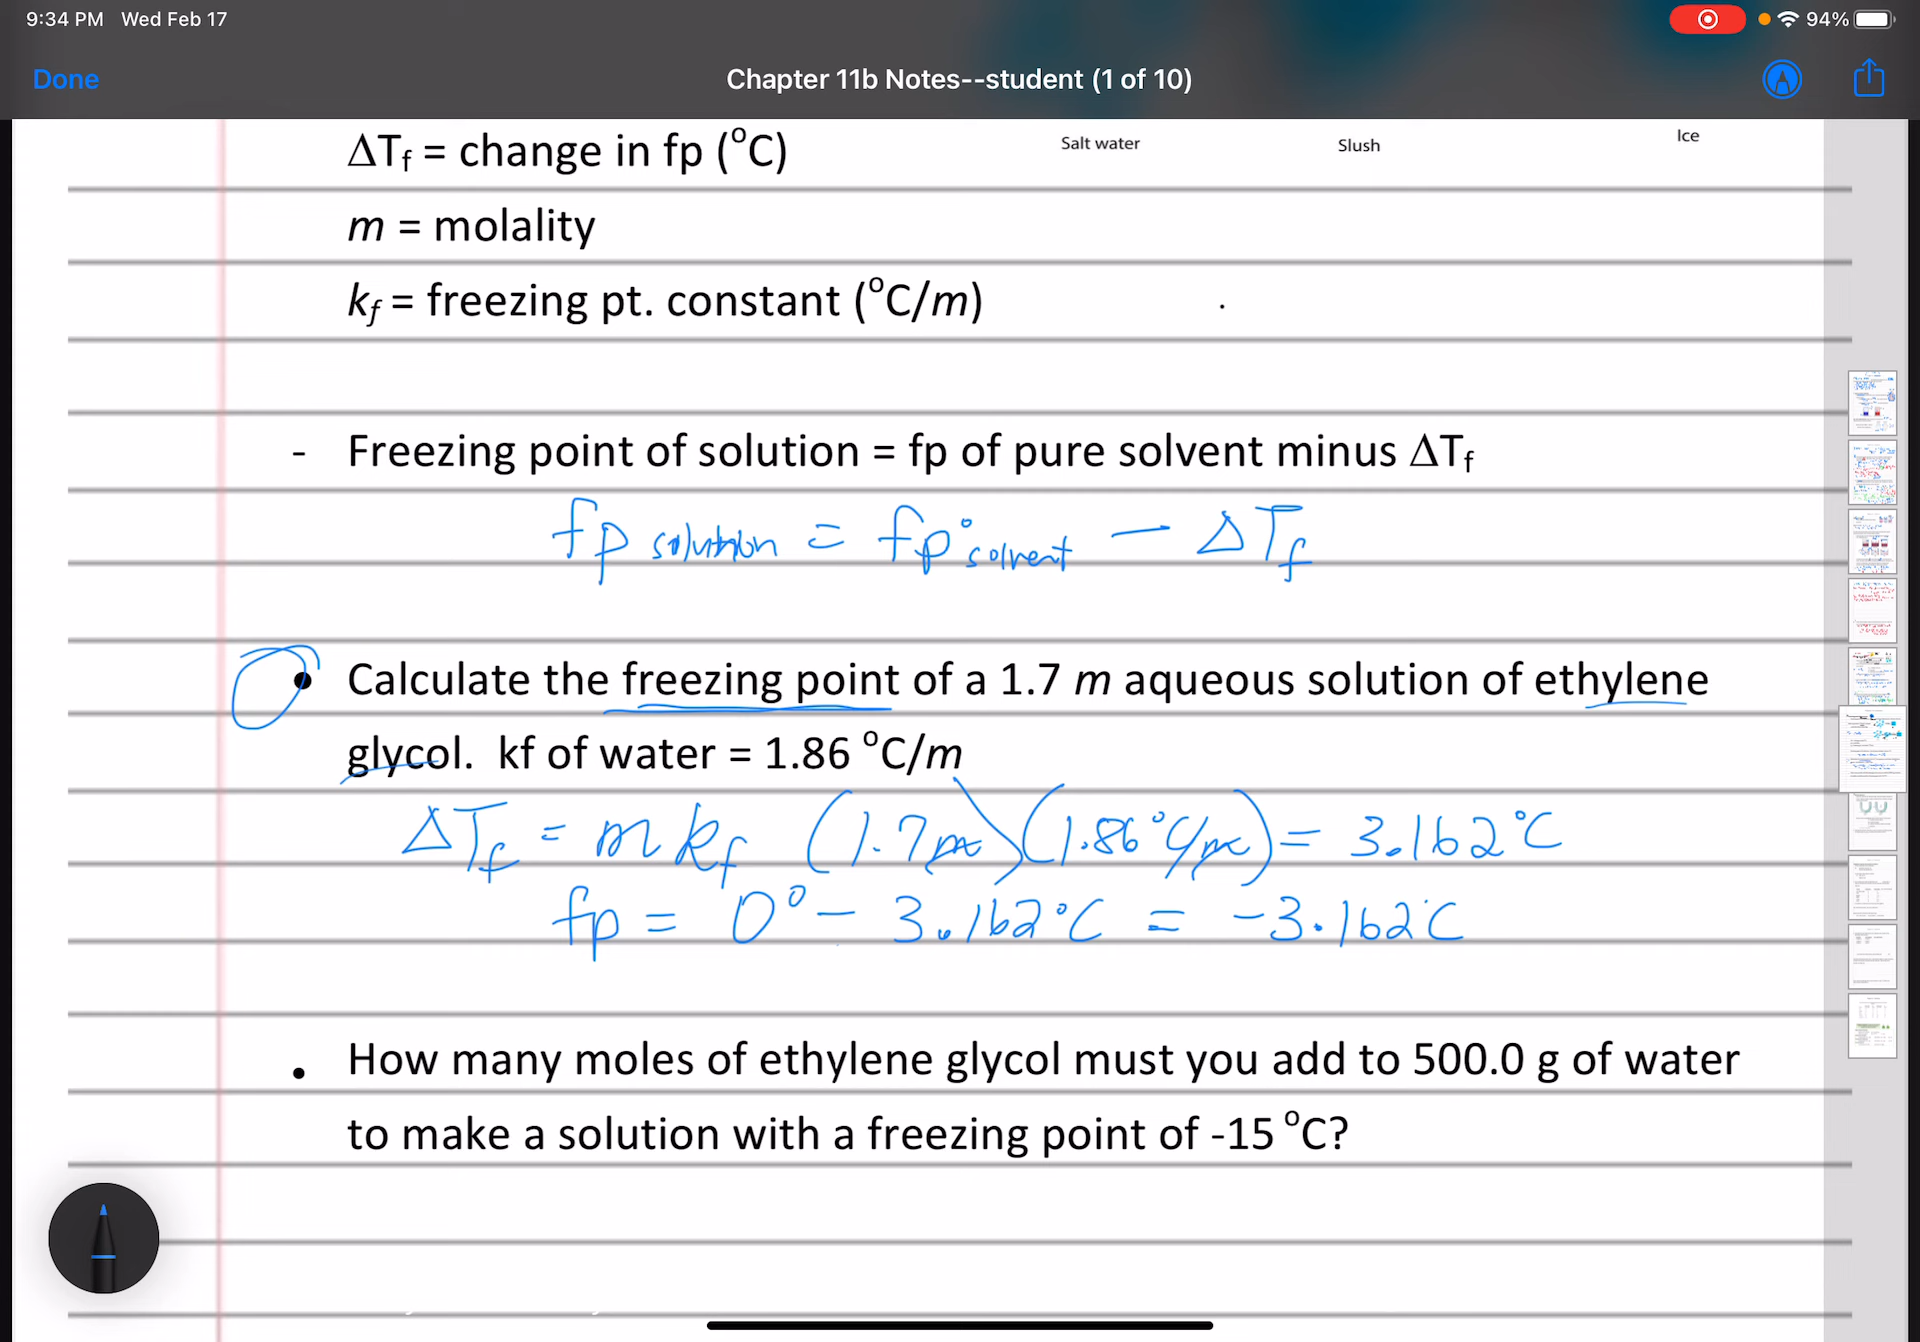 9:34 PM Wed Feb 17
94%
Done
Chapter 11b Notes--student (1 of 10)
ΔTf = change in fp (°C)
Salt water
Slush
Ice
m = molality
kf = freezing pt. constant (°C/m)
- Freezing point of solution = fp of pure solvent minus ΔTf
fp solution = fp° solvent – ΔTf
• Calculate the freezing point of a 1.7 m aqueous solution of ethylene
glycol. kf of water = 1.86 °C/m
ΔTf = m kf (1.7m)(1.86°C/m) = 3.162°C
fp = 0° – 3.162°C = -3.162°C
• How many moles of ethylene glycol must you add to 500.0 g of water
to make a solution with a freezing point of -15 °C?